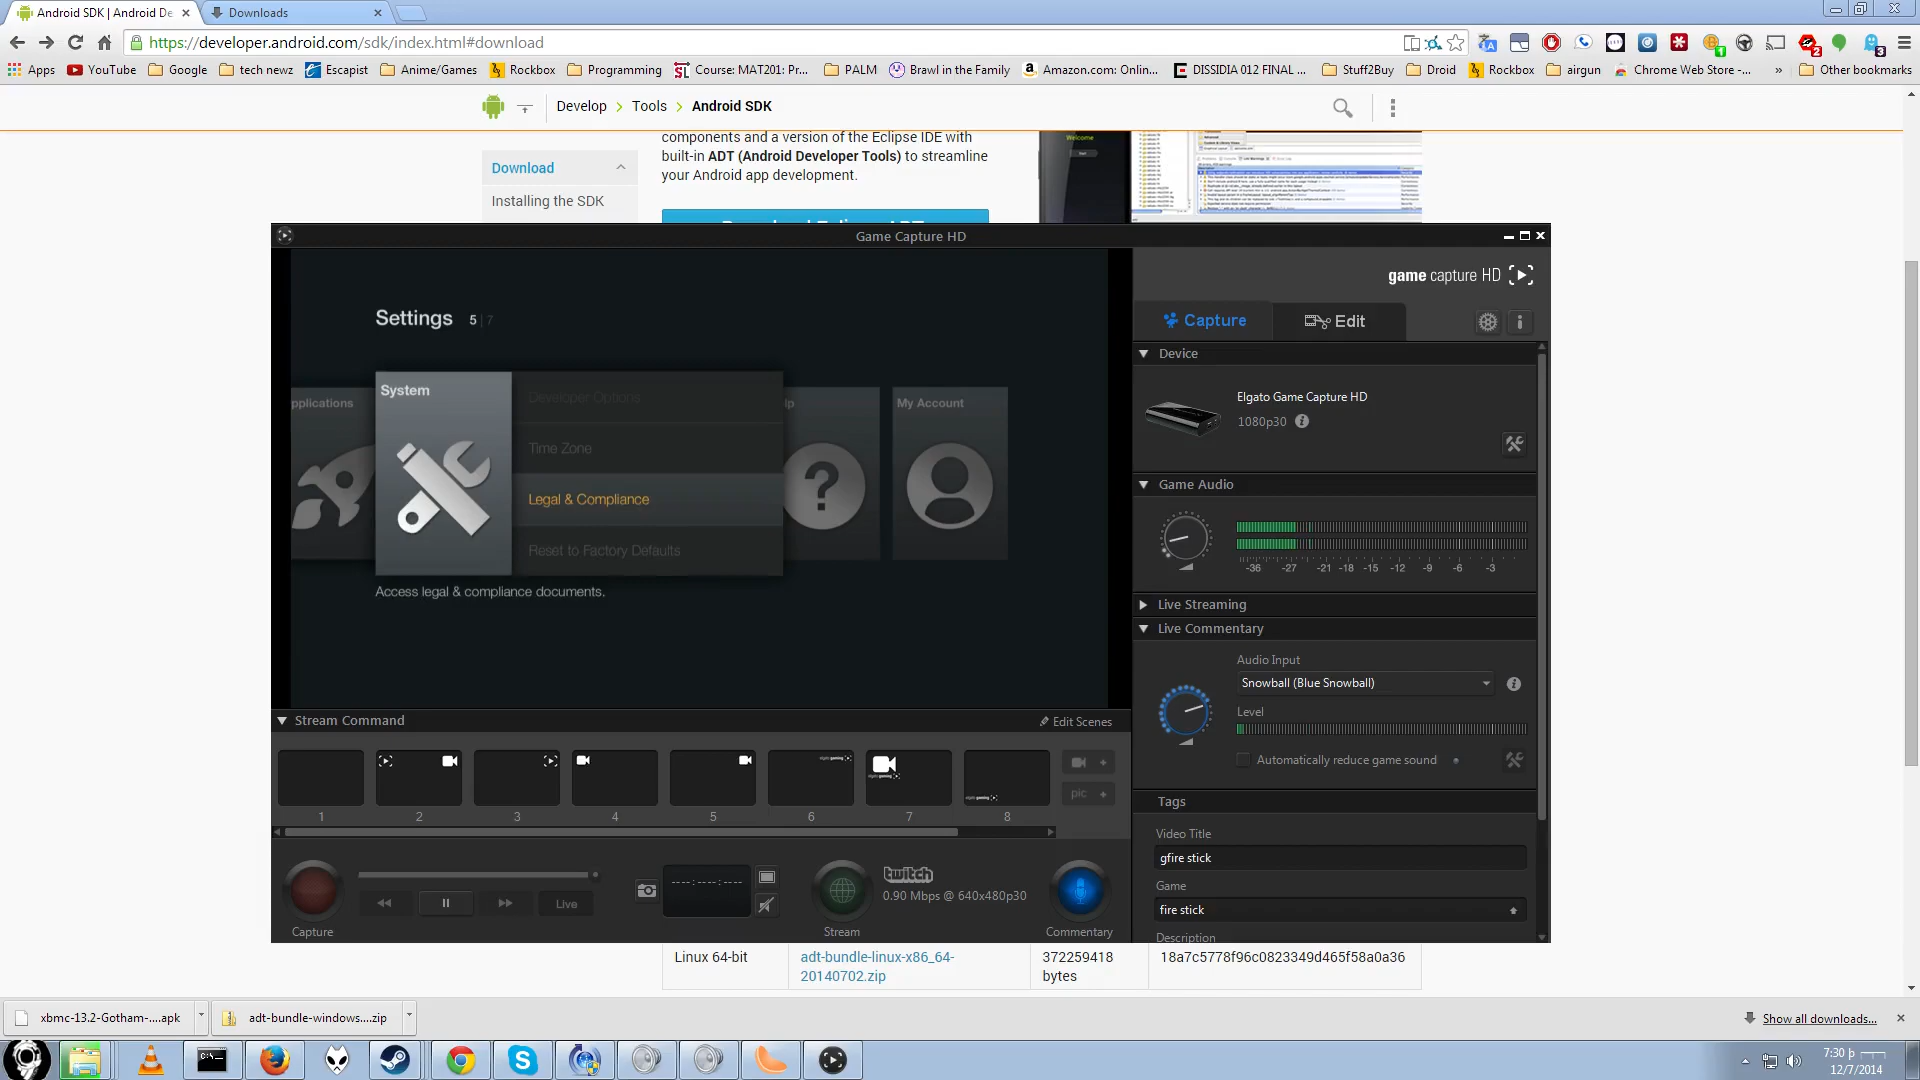 Android SDK | Android De
Downloads
https://developer.android.com/sdk/index.html#download
Apps
YouTube
Google
tech newz
Escapist
Anime/Games
Rockbox
Programming
Course: MAT201: Pr...
PALM
Brawl in the Family
Amazon.com: Onlin...
DISSIDIA 012 FINAL ...
Stuff2Buy
Droid
Rockbox
airgun
Chrome Web Store -...
»
Other bookmarks
Develop > Tools > Android SDK
Download
Installing the SDK
components and a version of the Eclipse IDE with
built-in ADT (Android Developer Tools) to streamline
your Android app development.
Welcome
Game Capture HD
game capture HD
Settings 5 | 7
pplications
System
Developer Options
Time Zone
Legal & Compliance
Reset to Factory Defaults
lp
My Account
Access legal & compliance documents.
Capture
Edit
Device
Elgato Game Capture HD
1080p30
Game Audio
-36 -27 -21 -18 -15 -12 -9 -6 -3
Live Streaming
Live Commentary
Audio Input
Snowball (Blue Snowball)
Level
Automatically reduce game sound
Tags
Video Title
gfire stick
Game
fire stick
Description
Stream Command
Edit Scenes
1 2 3 4 5 6 7 8
pic +
Live
--:--:--
twitch
0.90 Mbps @ 640x480p30
Capture
Stream
Commentary
Linux 64-bit
adt-bundle-linux-x86_64-
20140702.zip
372259418
bytes
18a7c5778f96c0823349d465f58a0a36
xbmc-13.2-Gotham-....apk
adt-bundle-windows....zip
Show all downloads...
7:30
12/7/2014